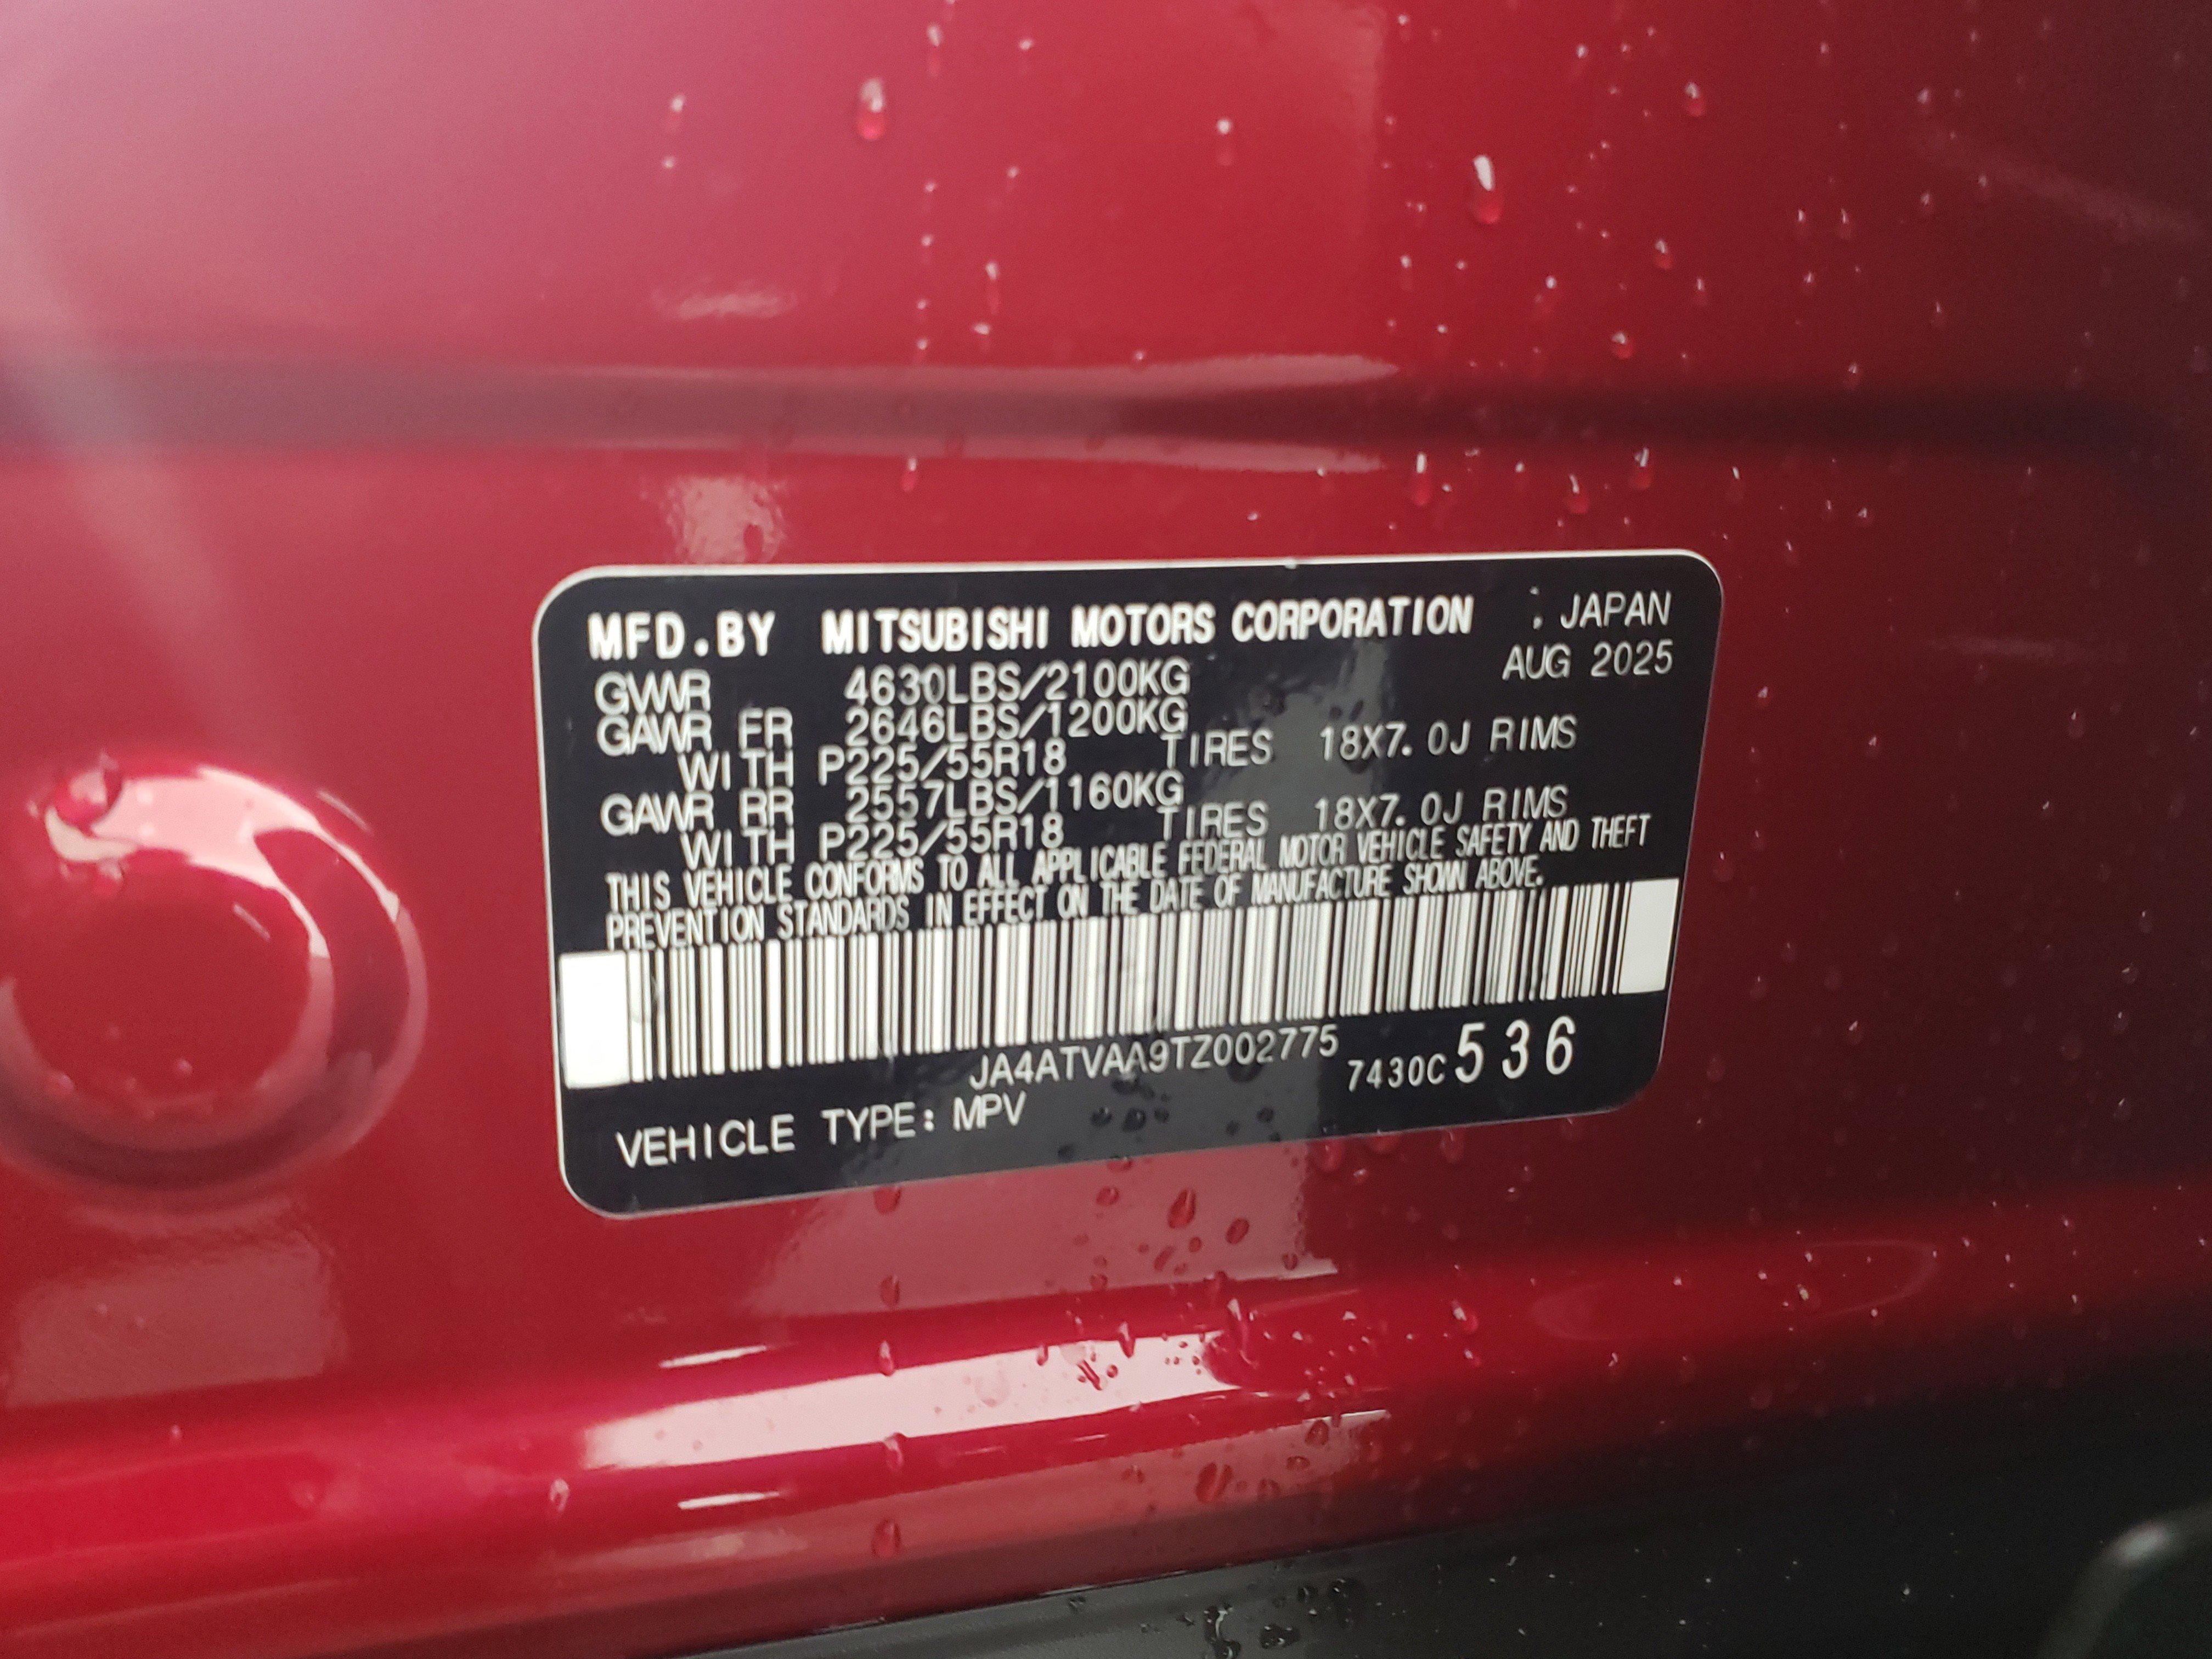 MFD.BY MITSUBISHI MOTORS CORPORATION : JAPAN
AUG 2025
GVWR 4630LBS/2100KG
GAWR FR 2646LBS/1200KG
WITH P225/55R18 TIRES 18X7.0J RIMS
GAWR RR 2557LBS/1160KG
WITH P225/55R18 TIRES 18X7.0J RIMS
THIS VEHICLE CONFORMS TO ALL APPLICABLE FEDERAL MOTOR VEHICLE SAFETY AND THEFT
PREVENTION STANDARDS IN EFFECT ON THE DATE OF MANUFACTURE SHOWN ABOVE.
JA4ATVAA9TZ002775
7430C536
VEHICLE TYPE: MPV